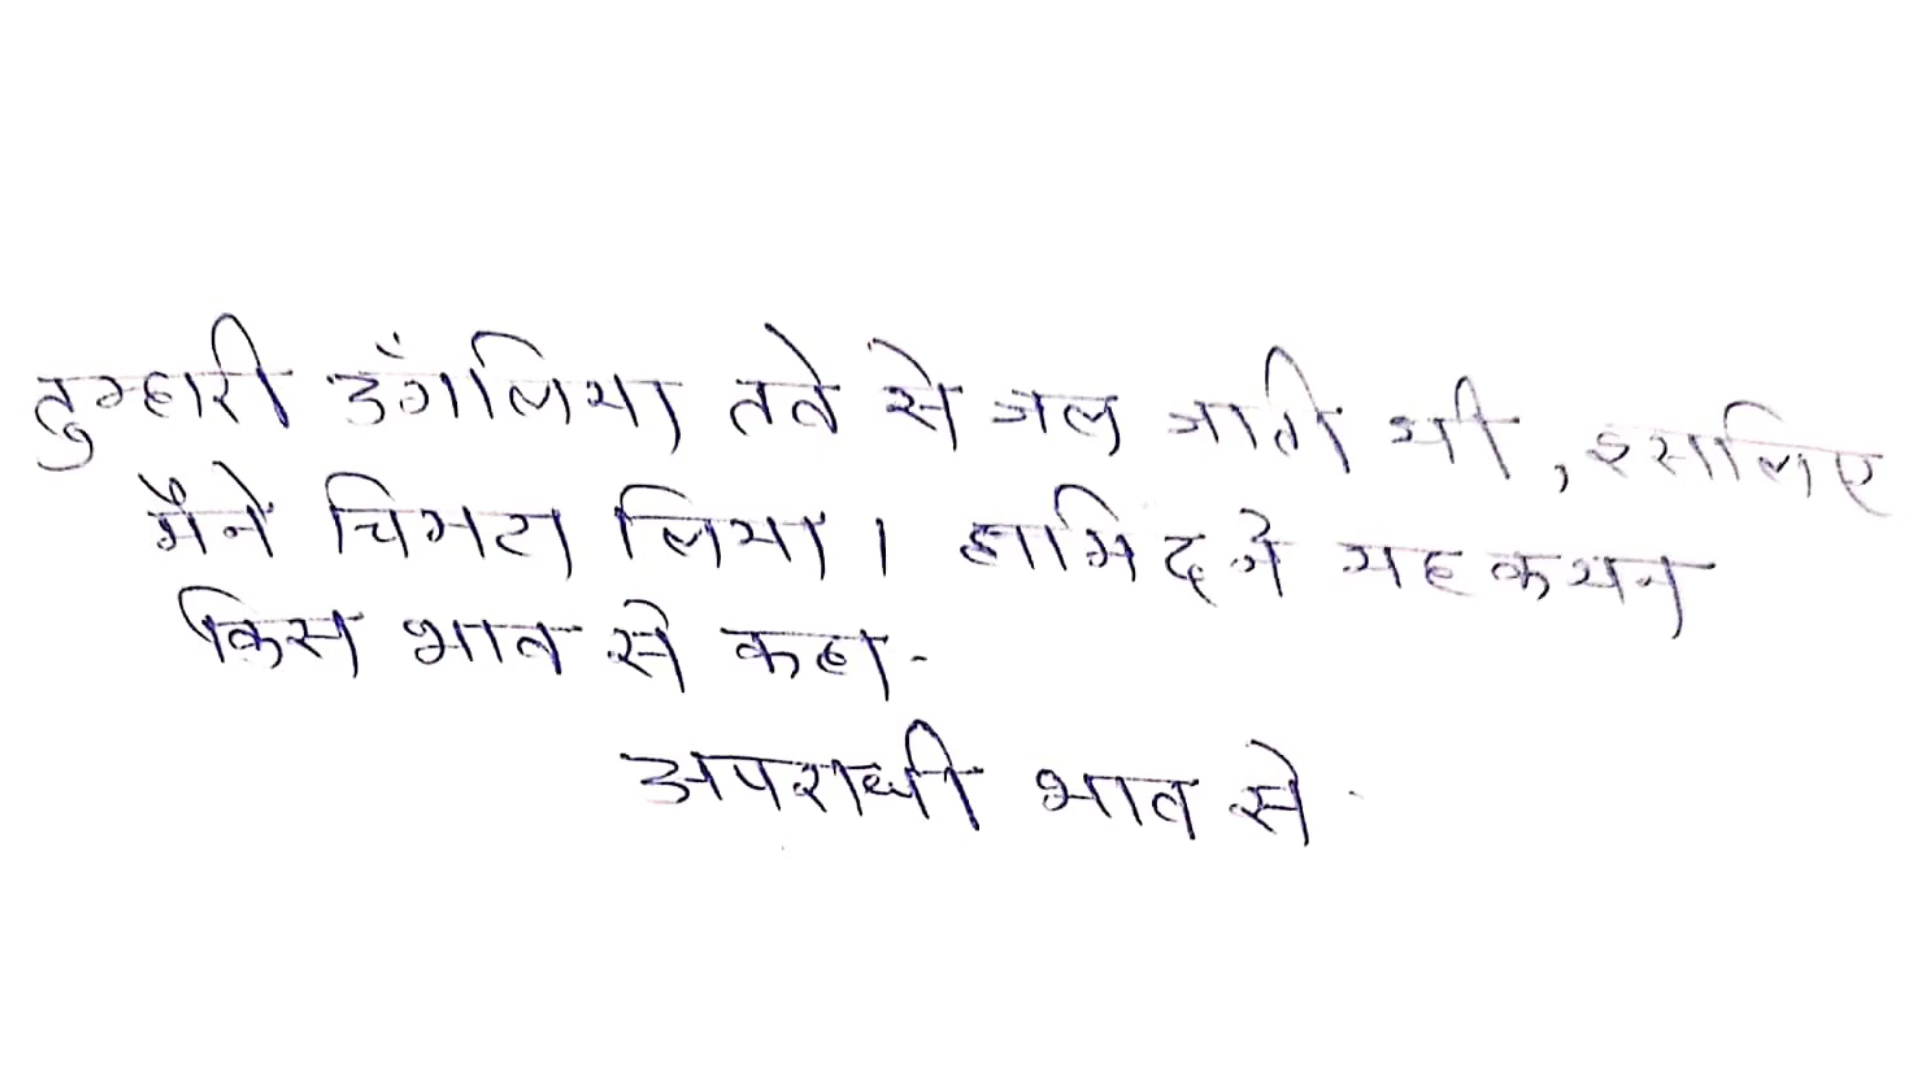 तुम्हारी उँगलिया तवे से जल जाती थी, इसलिए
मैने चिमटा लिया। हामिद ने यह कथन
किस भाव से कहा-
अपराधी भाव से